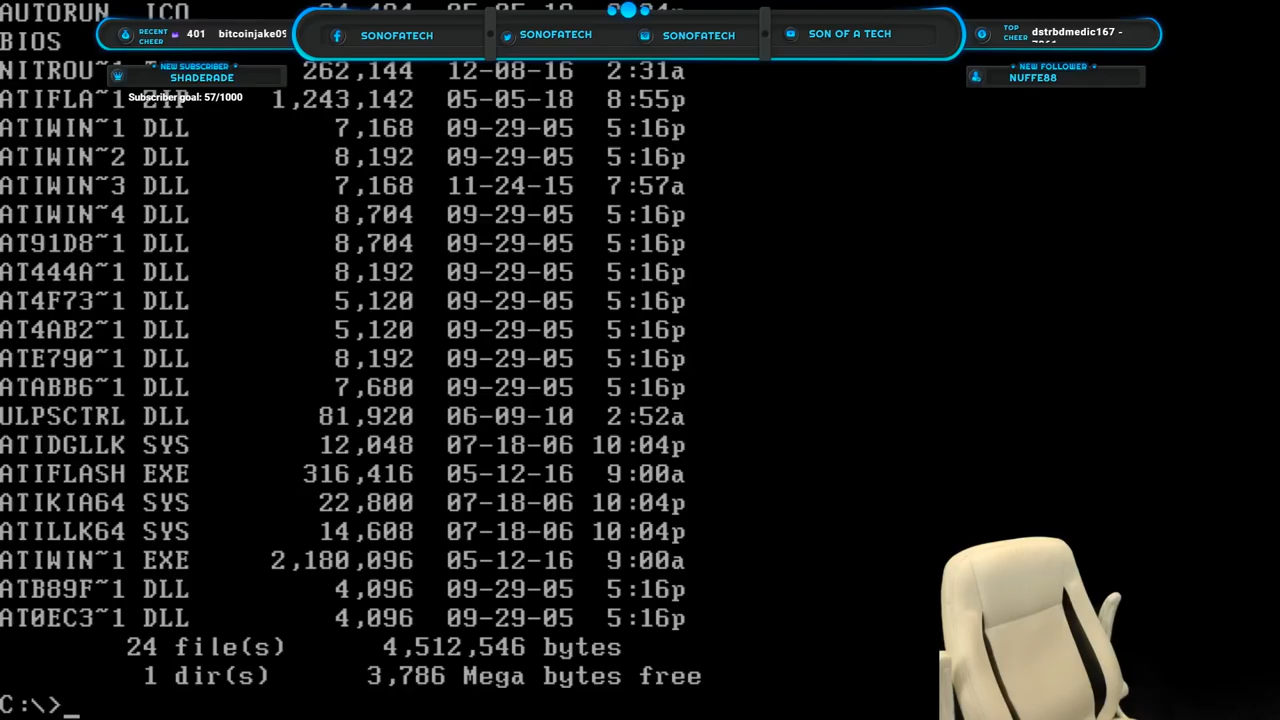 AUTORUN ICO
RECENT CHEER 401 bitcoinjake09
SONOFATECH
SONOFATECH
SONOFATECH
SON OF A TECH
TOP CHEER dstrbdmedic167 -
BIOS
NEW SUBSCRIBER
SHADERADE
Subscriber goal: 57/1000
NEW FOLLOWER
NUFFE88
262,144 12-08-16 2:31a
1,243,142 05-05-18 8:55p
ATIWIN~1 DLL 7,168 09-29-05 5:16p
ATIWIN~2 DLL 8,192 09-29-05 5:16p
ATIWIN~3 DLL 7,168 11-24-15 7:57a
ATIWIN~4 DLL 8,704 09-29-05 5:16p
AT91D8~1 DLL 8,704 09-29-05 5:16p
AT444A~1 DLL 8,192 09-29-05 5:16p
AT4F73~1 DLL 5,120 09-29-05 5:16p
AT4AB2~1 DLL 5,120 09-29-05 5:16p
ATE790~1 DLL 8,192 09-29-05 5:16p
ATABB6~1 DLL 7,680 09-29-05 5:16p
ULPSCTRL DLL 81,920 06-09-10 2:52a
ATIDGLLK SYS 12,048 07-18-06 10:04p
ATIFLASH EXE 316,416 05-12-16 9:00a
ATIKIA64 SYS 22,800 07-18-06 10:04p
ATILLK64 SYS 14,608 07-18-06 10:04p
ATIWIN~1 EXE 2,180,096 05-12-16 9:00a
ATB89F~1 DLL 4,096 09-29-05 5:16p
AT0EC3~1 DLL 4,096 09-29-05 5:16p
24 file(s) 4,512,546 bytes
1 dir(s) 3,786 Mega bytes free
C:\>_